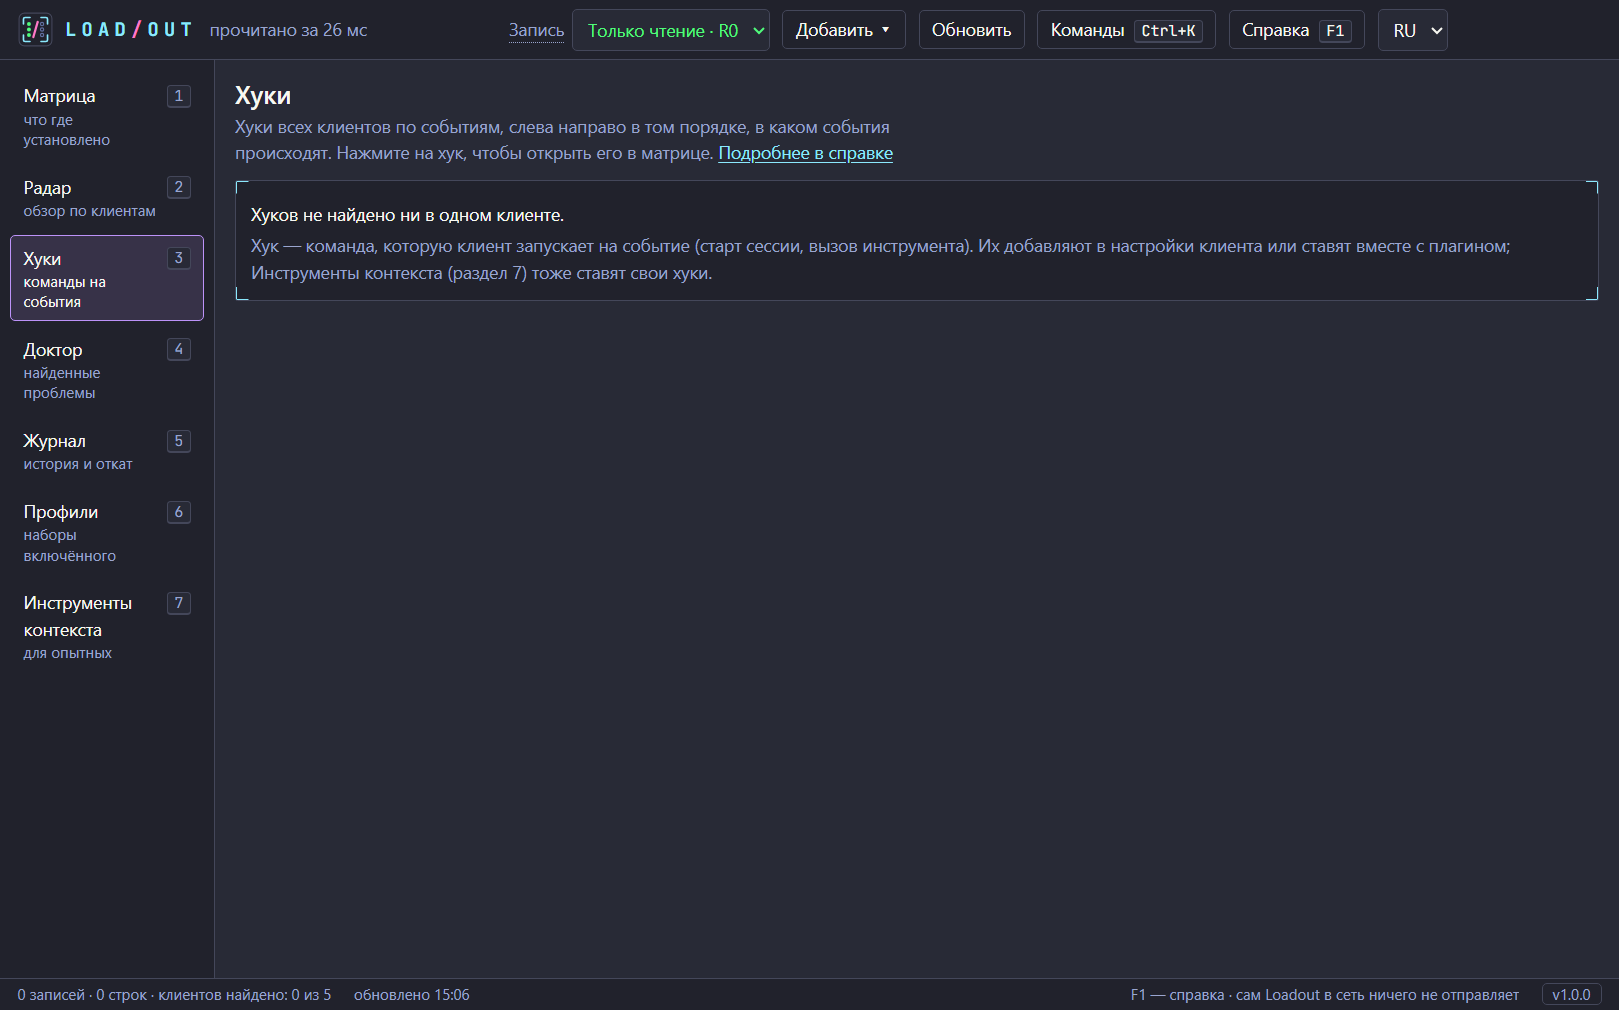 LOAD/OUT прочитано за 26 мс Запись Только чтение · R0 Добавить Обновить Команды Ctrl+K Справка F1 RU
Матрица 1
что где
установлено
Радар 2
обзор по клиентам
Хуки 3
команды на
события
Доктор 4
найденные
проблемы
Журнал 5
история и откат
Профили 6
наборы
включённого
Инструменты 7
контекста
для опытных
Хуки
Хуки всех клиентов по событиям, слева направо в том порядке, в каком события
происходят. Нажмите на хук, чтобы открыть его в матрице. Подробнее в справке
Хуков не найдено ни в одном клиенте.
Хук — команда, которую клиент запускает на событие (старт сессии, вызов инструмента). Их добавляют в настройки клиента или ставят вместе с плагином;
Инструменты контекста (раздел 7) тоже ставят свои хуки.
0 записей · 0 строк · клиентов найдено: 0 из 5 обновлено 15:06 F1 — справка · сам Loadout в сеть ничего не отправляет v1.0.0